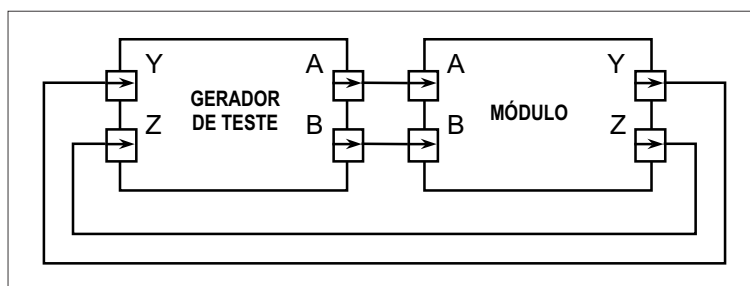 Y A A Y
GERADOR
DE TESTE
MÓDULO
Z B B Z